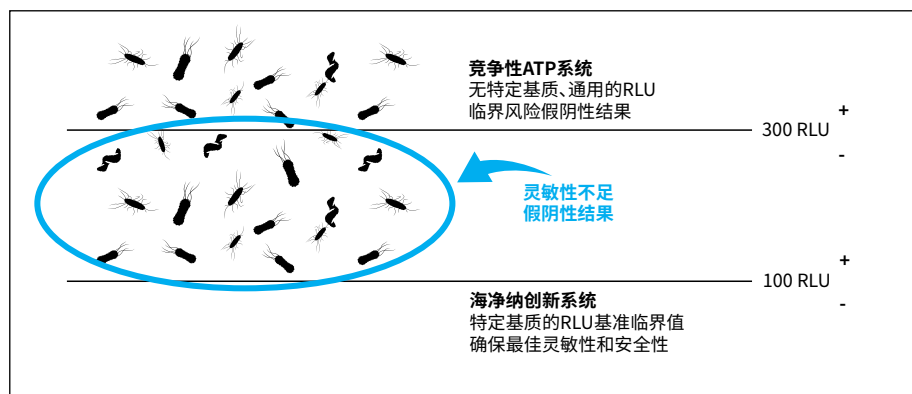 竞争性ATP系统
无特定基质、通用的RLU
临界风险假阴性结果
+
300 RLU
-
灵敏性不足
假阴性结果
+
100 RLU
-
海净纳创新系统
特定基质的RLU基准临界值
确保最佳灵敏性和安全性